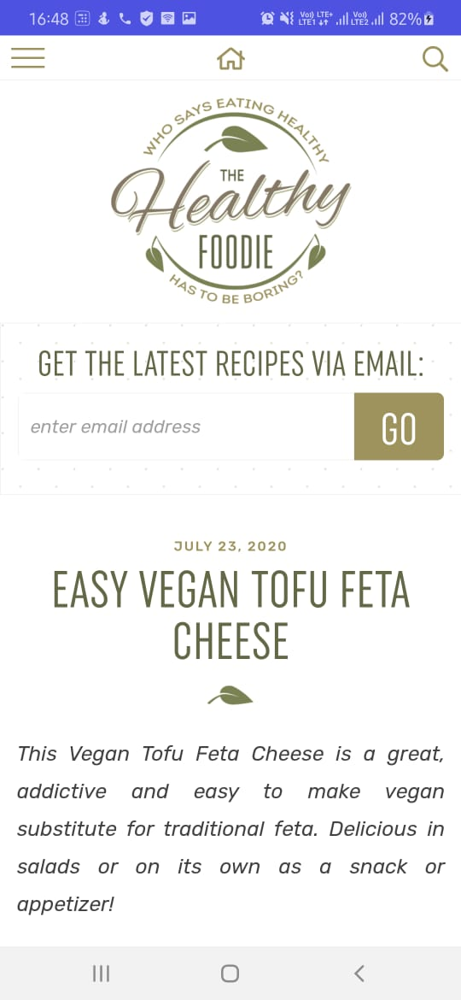 16:48 Vo) LTE+ Vo) 82%
LTE1 LTE2
WHO SAYS EATING HEALTHY
THE
Healthy
FOODIE
HAS TO BE BORING?
GET THE LATEST RECIPES VIA EMAIL:
enter email address GO
JULY 23, 2020
EASY VEGAN TOFU FETA
CHEESE
This Vegan Tofu Feta Cheese is a great,
addictive and easy to make vegan
substitute for traditional feta. Delicious in
salads or on its own as a snack or
appetizer!